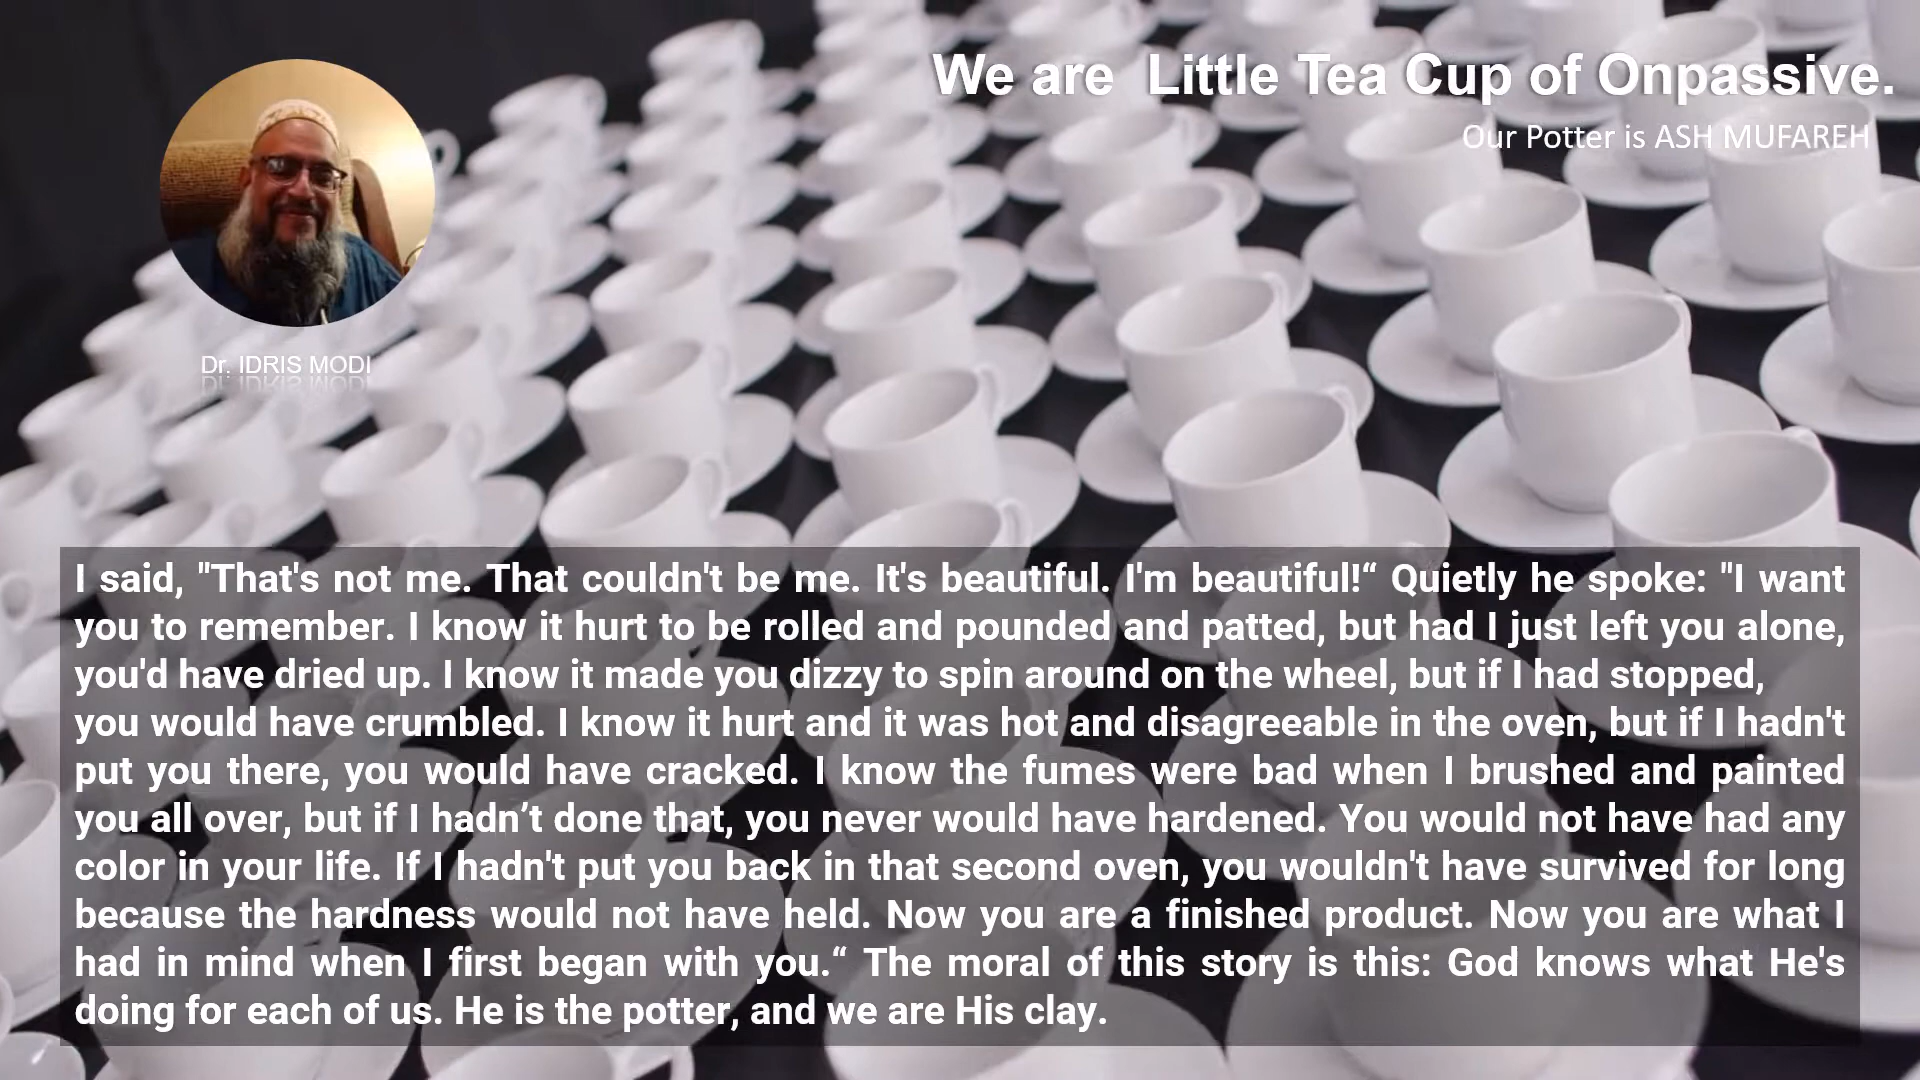 We are  Little Tea Cup of Onpassive.
Our Potter is ASH MUFAREH
Dr. IDRIS MODI
I said, "That's not me. That couldn't be me. It's beautiful. I'm beautiful!“ Quietly he spoke: "I want
you to remember. I know it hurt to be rolled and pounded and patted, but had I just left you alone,
you'd have dried up. I know it made you dizzy to spin around on the wheel, but if I had stopped,
you would have crumbled. I know it hurt and it was hot and disagreeable in the oven, but if I hadn't
put you there, you would have cracked. I know the fumes were bad when I brushed and painted
you all over, but if I hadn’t done that, you never would have hardened. You would not have had any
color in your life. If I hadn't put you back in that second oven, you wouldn't have survived for long
because the hardness would not have held. Now you are a finished product. Now you are what I
had in mind when I first began with you.“ The moral of this story is this: God knows what He's
doing for each of us. He is the potter, and we are His clay.